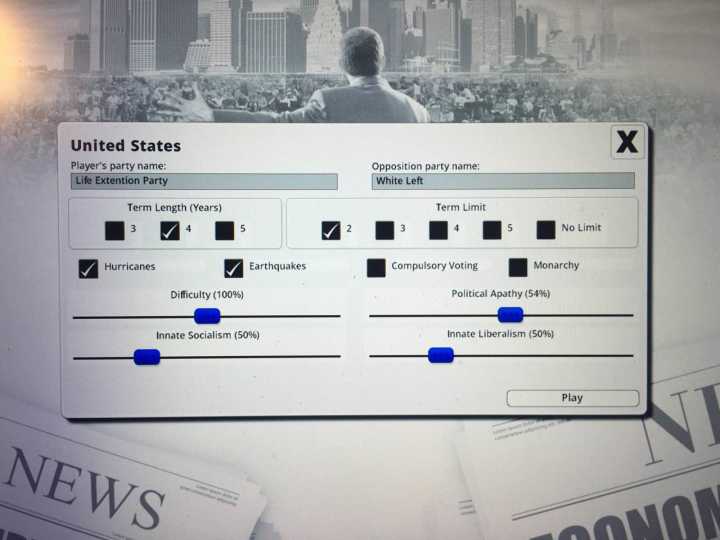 United States
X
Player's party name:
Opposition party name:
Life Extention Party
White Left
Term Length (Years)
Term Limit
3 4 5
2 3 4 5 No Limit
Hurricanes Earthquakes Compulsory Voting Monarchy
Difficulty (100%)
Political Apathy (54%)
Innate Socialism (50%)
Innate Liberalism (50%)
Play
NEWS